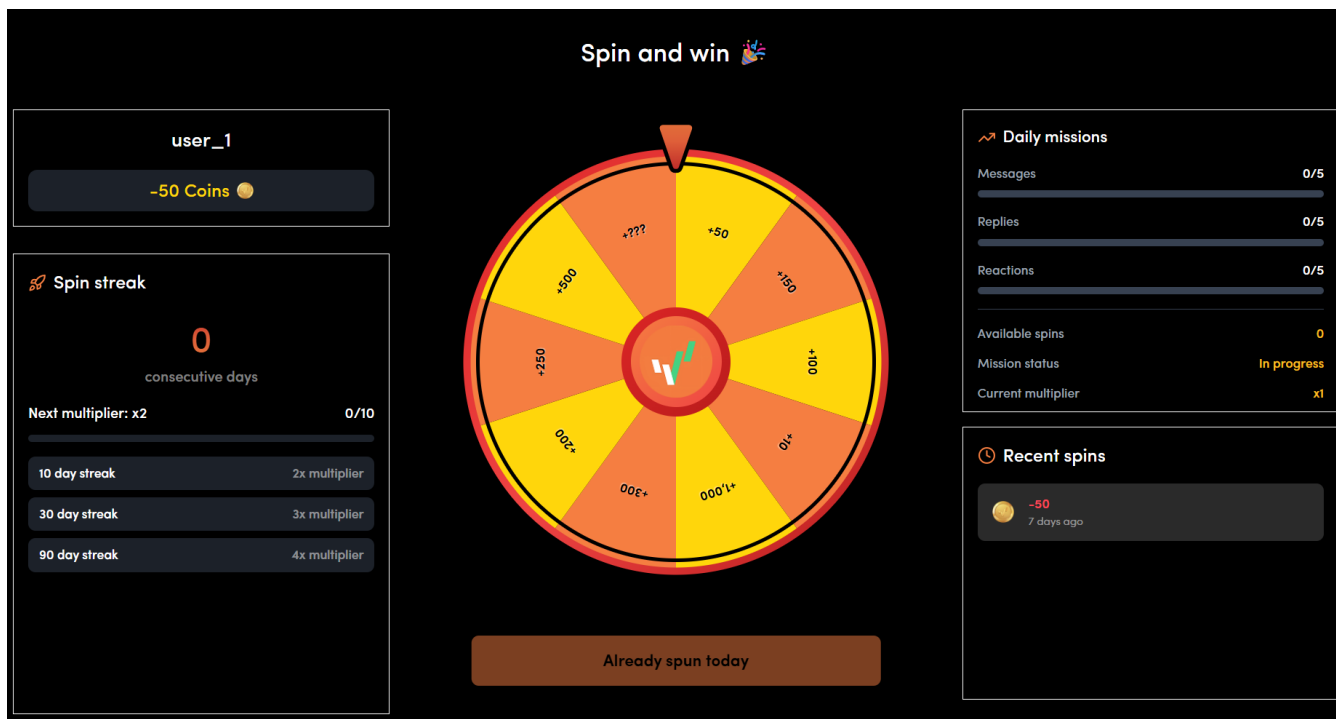 Spin and win 🎉
user_1
-50 Coins
Spin streak
0
consecutive days
Next multiplier: x2 0/10
10 day streak 2x multiplier
30 day streak 3x multiplier
90 day streak 4x multiplier
+???
+50
+150
+100
+10
+1,000
+300
+200
+250
+500
Already spun today
Daily missions
Messages 0/5
Replies 0/5
Reactions 0/5
Available spins 0
Mission status In progress
Current multiplier x1
Recent spins
-50
7 days ago